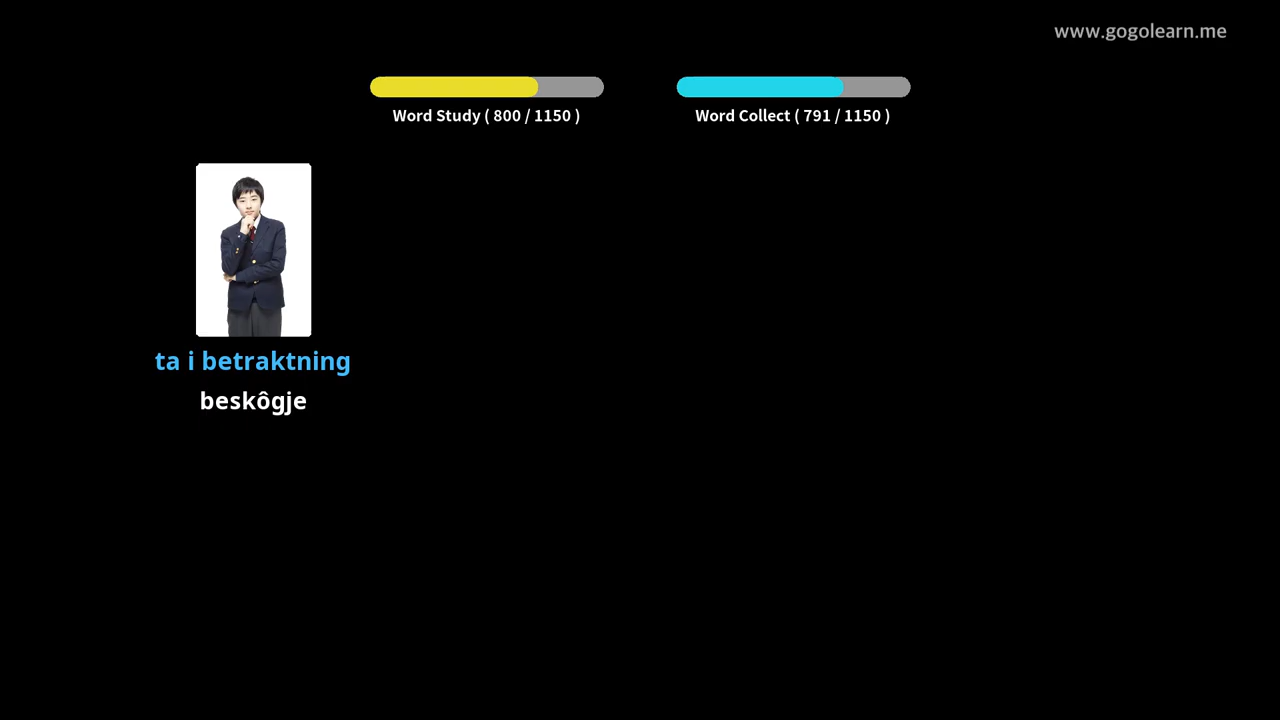 www.gogolearn.me
Word Study ( 800 / 1150 )
Word Collect ( 791 / 1150 )
ta i betraktning
beskôgje